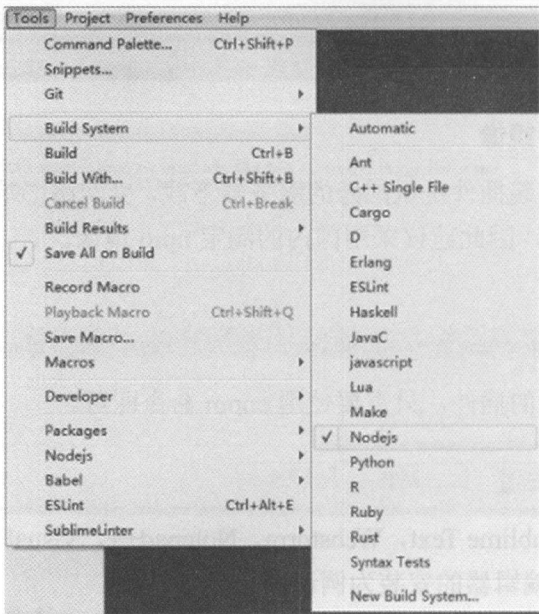 Tools Project Preferences Help
Command Palette... Ctrl+Shift+P
Snippets...
Git
Build System
Build Ctrl+B
Build With... Ctrl+Shift+B
Cancel Build Ctrl+Break
Build Results
Save All on Build
Record Macro
Playback Macro Ctrl+Shift+Q
Save Macro...
Macros
Developer
Packages
Nodejs
Babel
ESLint Ctrl+Alt+E
SublimeLinter
Automatic
Ant
C++ Single File
Cargo
D
Erlang
ESLint
Haskell
JavaC
javascript
Lua
Make
Nodejs
Python
R
Ruby
Rust
Syntax Tests
New Build System...